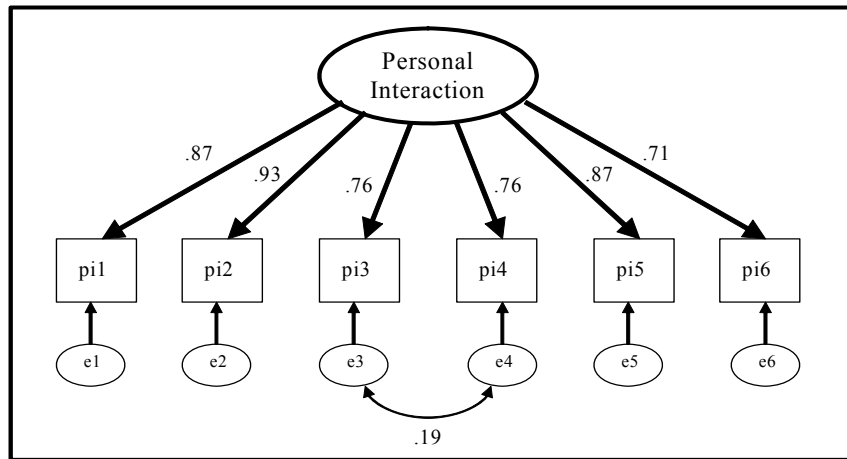 Personal
Interaction
.87
.93
.76
.76
.87
.71
pi1
pi2
pi3
pi4
pi5
pi6
e1
e2
e3
e4
e5
e6
.19